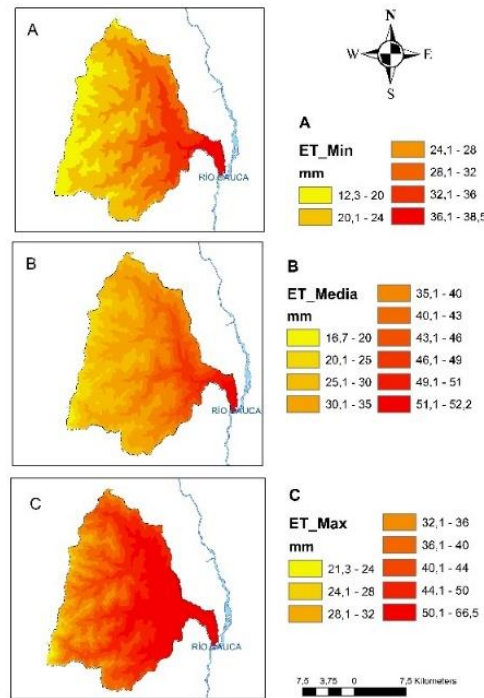 A
RÍO CAUCA
B
RÍO CAUCA
C
RÍO CAUCA
N
W E
S
A
ET_Min
mm
12,3 - 20
20,1 - 24
24,1 - 28
28,1 - 32
32,1 - 36
36,1 - 38,5
B
ET_Media
mm
16,7 - 20
20,1 - 25
25,1 - 30
30,1 - 35
35,1 - 40
40,1 - 43
43,1 - 46
46,1 - 49
49,1 - 51
51,1 - 52,2
C
ET_Max
mm
21,3 - 24
24,1 - 28
28,1 - 32
32,1 - 36
36,1 - 40
40,1 - 44
44,1 - 50
50,1 - 66,5
7,5 3,75 0 7,5 Kilometers